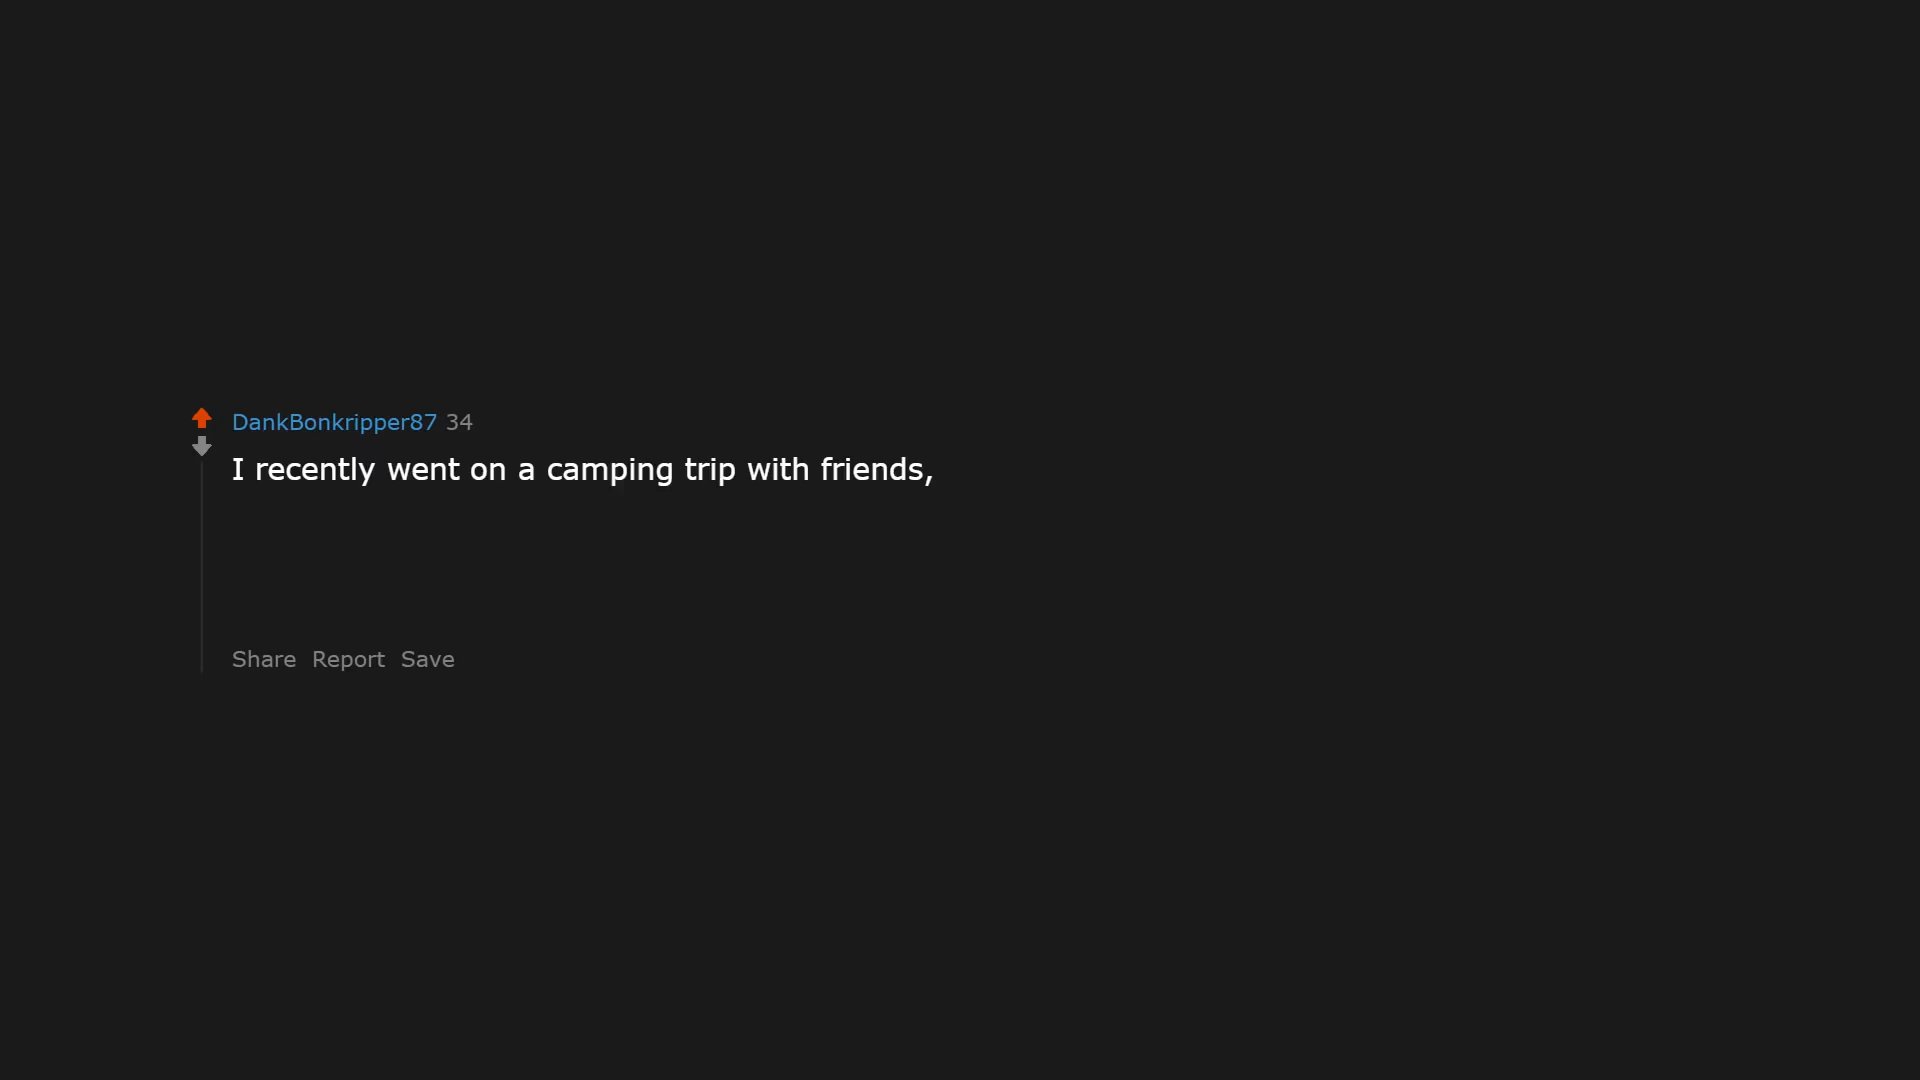 DankBonkripper87 34
I recently went on a camping trip with friends,
Share Report Save